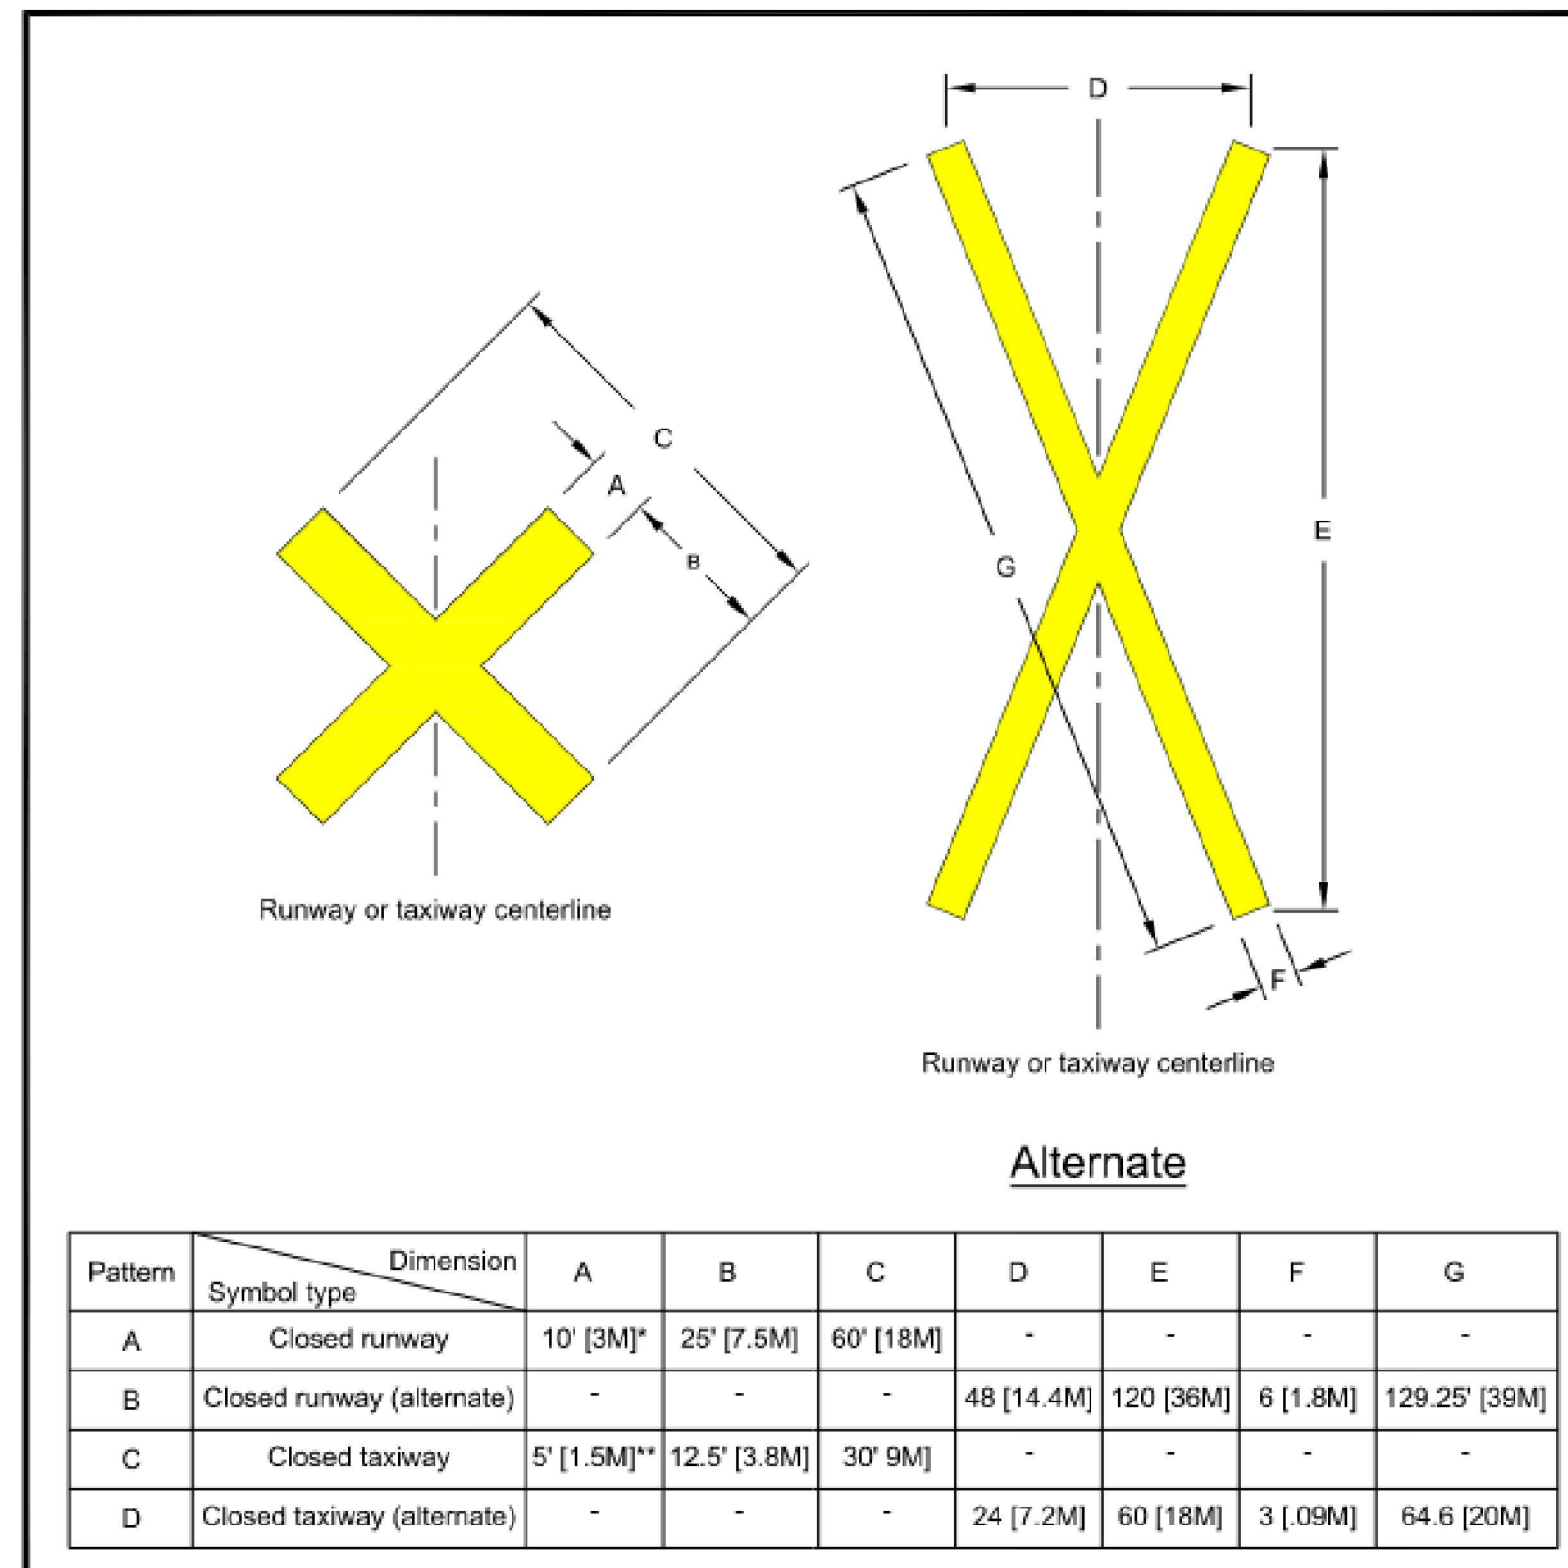 D
C
A
B
G
E
F
Runway or taxiway centerline
Runway or taxiway centerline
Alternate
Pattern Dimension Symbol type A B C D E F G
A Closed runway 10' [3M]* 25' [7.5M] 60' [18M] - - - -
B Closed runway (alternate) - - - 48 [14.4M] 120 [36M] 6 [1.8M] 129.25' [39M]
C Closed taxiway 5' [1.5M]** 12.5' [3.8M] 30' 9M] - - - -
D Closed taxiway (alternate) - - - 24 [7.2M] 60 [18M] 3 [.09M] 64.6 [20M]